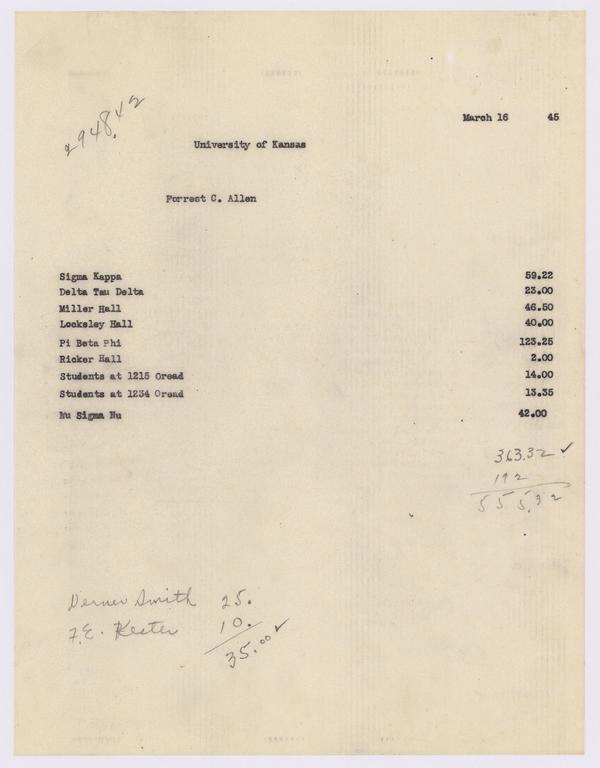 2948.42
March 16 45
University of Kansas
Forrest C. Allen
Sigma Kappa 59.22
Delta Tau Delta 23.00
Miller Hall 46.50
Locksley Hall 40.00
Pi Beta Phi 123.25
Ricker Hall 2.00
Students at 1215 Oread 14.00
Students at 1234 Oread 13.35
Nu Sigma Nu 42.00
363.32 ✓
192
555.32
Smith 25.
F.E. Kester 10.
35.00 ✓